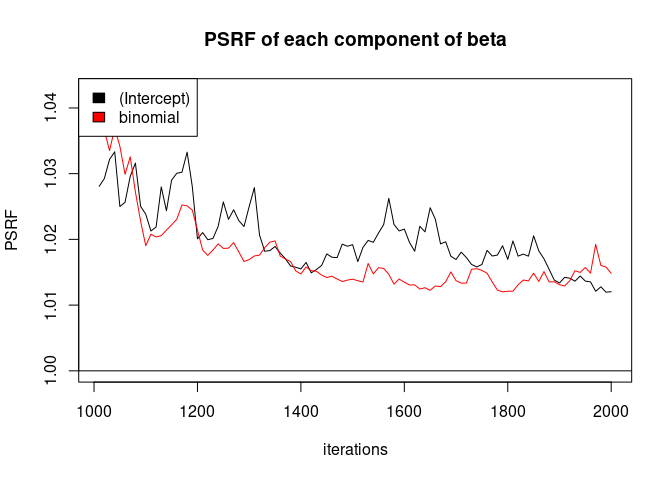 PSRF of each component of beta
(Intercept)
binomial
PSRF
1.04
1.03
1.02
1.01
1.00
1000 1200 1400 1600 1800 2000
iterations